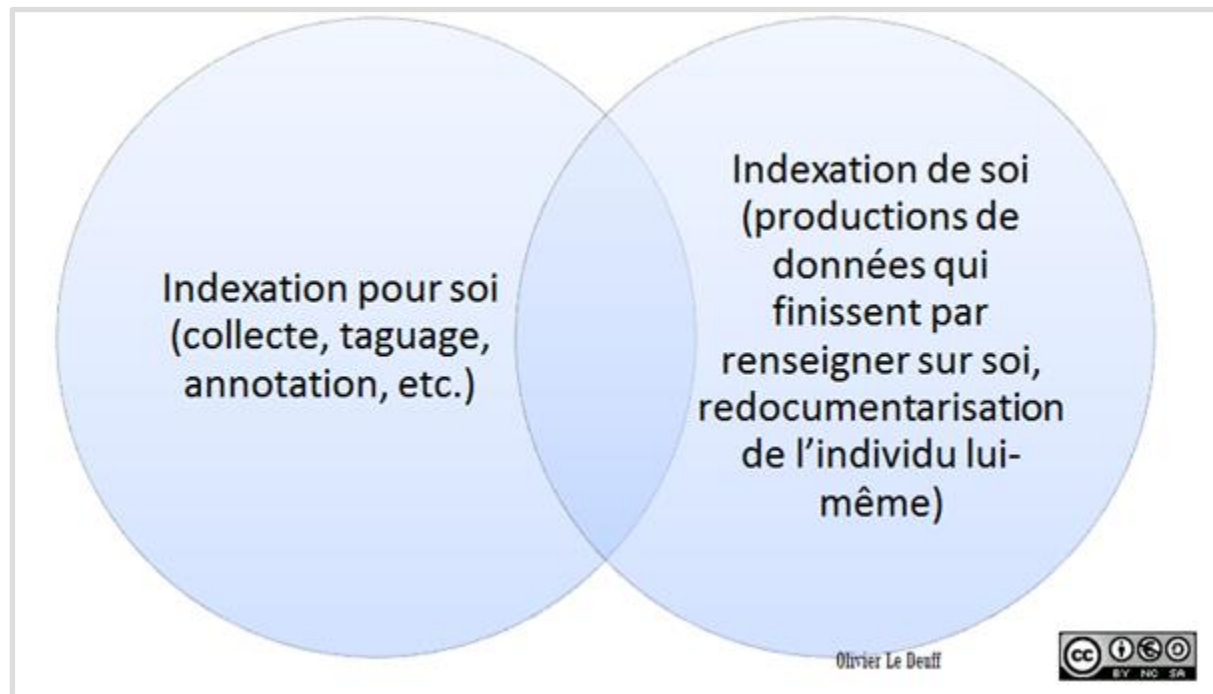 Indexation pour soi
(collecte, taguage,
annotation, etc.)
Indexation de soi
(productions de
données qui
finissent par
renseigner sur soi,
redocumentarisation
de l’individu lui-
même)
Olivier Le Deuff
cc
BY NC SA